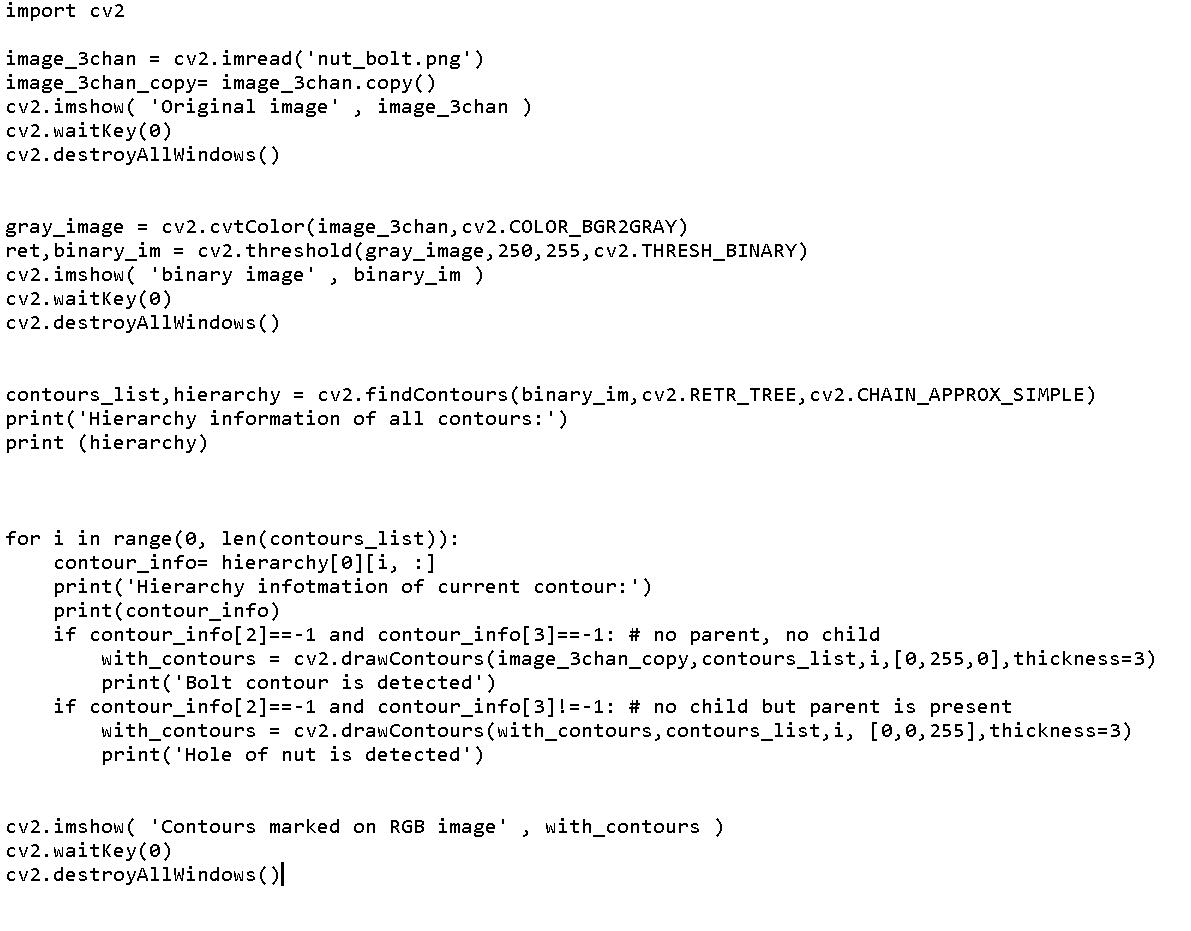 import cv2
image_3chan = cv2.imread('nut_bolt.png')
image_3chan_copy= image_3chan.copy()
cv2.imshow( 'Original image' , image_3chan )
cv2.waitKey(0)
cv2.destroyAllWindows()
gray_image = cv2.cvtColor(image_3chan,cv2.COLOR_BGR2GRAY)
ret,binary_im = cv2.threshold(gray_image,250,255,cv2.THRESH_BINARY)
cv2.imshow( 'binary image' , binary_im )
cv2.waitKey(0)
cv2.destroyAllWindows()
contours_list,hierarchy = cv2.findContours(binary_im,cv2.RETR_TREE,cv2.CHAIN_APPROX_SIMPLE)
print('Hierarchy information of all contours:')
print (hierarchy)
for i in range(0, len(contours_list)):
    contour_info= hierarchy[0][i, :]
    print('Hierarchy infotmation of current contour:')
    print(contour_info)
    if contour_info[2]==-1 and contour_info[3]==-1: # no parent, no child
        with_contours = cv2.drawContours(image_3chan_copy,contours_list,i,[0,255,0],thickness=3)
        print('Bolt contour is detected')
    if contour_info[2]==-1 and contour_info[3]!=-1: # no child but parent is present
        with_contours = cv2.drawContours(with_contours,contours_list,i, [0,0,255],thickness=3)
        print('Hole of nut is detected')
cv2.imshow( 'Contours marked on RGB image' , with_contours )
cv2.waitKey(0)
cv2.destroyAllWindows()